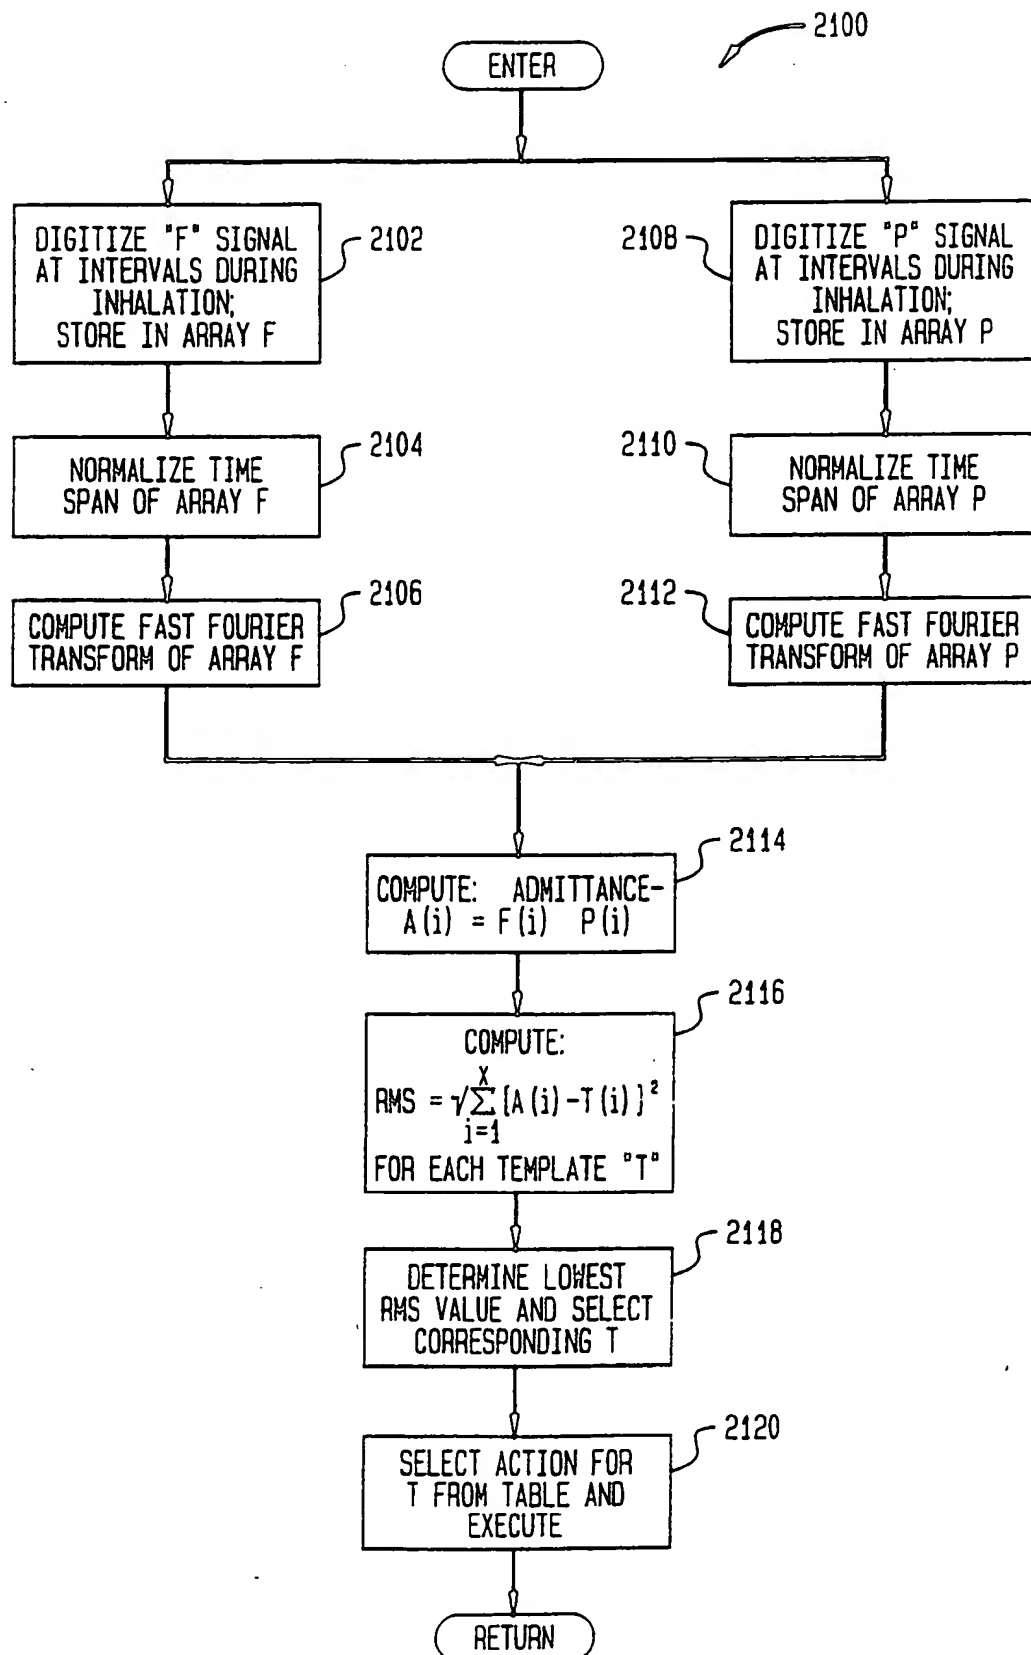 2100
ENTER
DIGITIZE "F" SIGNAL
AT INTERVALS DURING
INHALATION;
STORE IN ARRAY F
2102
2108
DIGITIZE "P" SIGNAL
AT INTERVALS DURING
INHALATION;
STORE IN ARRAY P
NORMALIZE TIME
SPAN OF ARRAY F
2104
2110
NORMALIZE TIME
SPAN OF ARRAY P
COMPUTE FAST FOURIER
TRANSFORM OF ARRAY F
2106
2112
COMPUTE FAST FOURIER
TRANSFORM OF ARRAY P
2114
COMPUTE: ADMITTANCE-
A(i) = F(i) P(i)
2116
COMPUTE:
X
RMS = √∑ [A(i)-T(i)]²
i=1
FOR EACH TEMPLATE "T"
2118
DETERMINE LOWEST
RMS VALUE AND SELECT
CORRESPONDING T
2120
SELECT ACTION FOR
T FROM TABLE AND
EXECUTE
RETURN